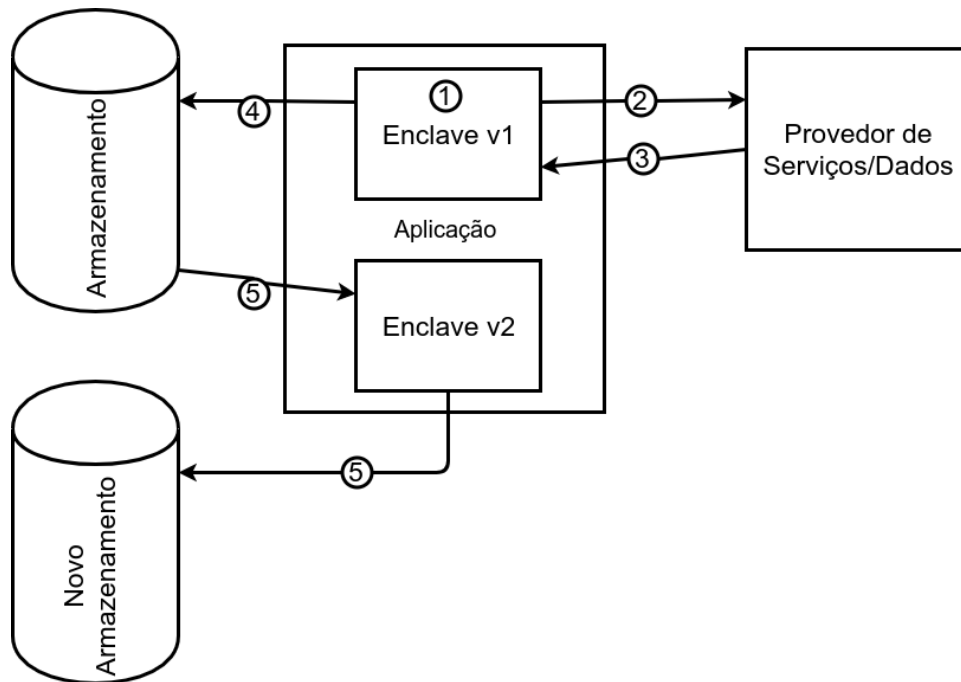 Armazenamento
4
1
Enclave v1
2
3
Provedor de
Serviços/Dados
Aplicação
5
Enclave v2
5
Novo
Armazenamento